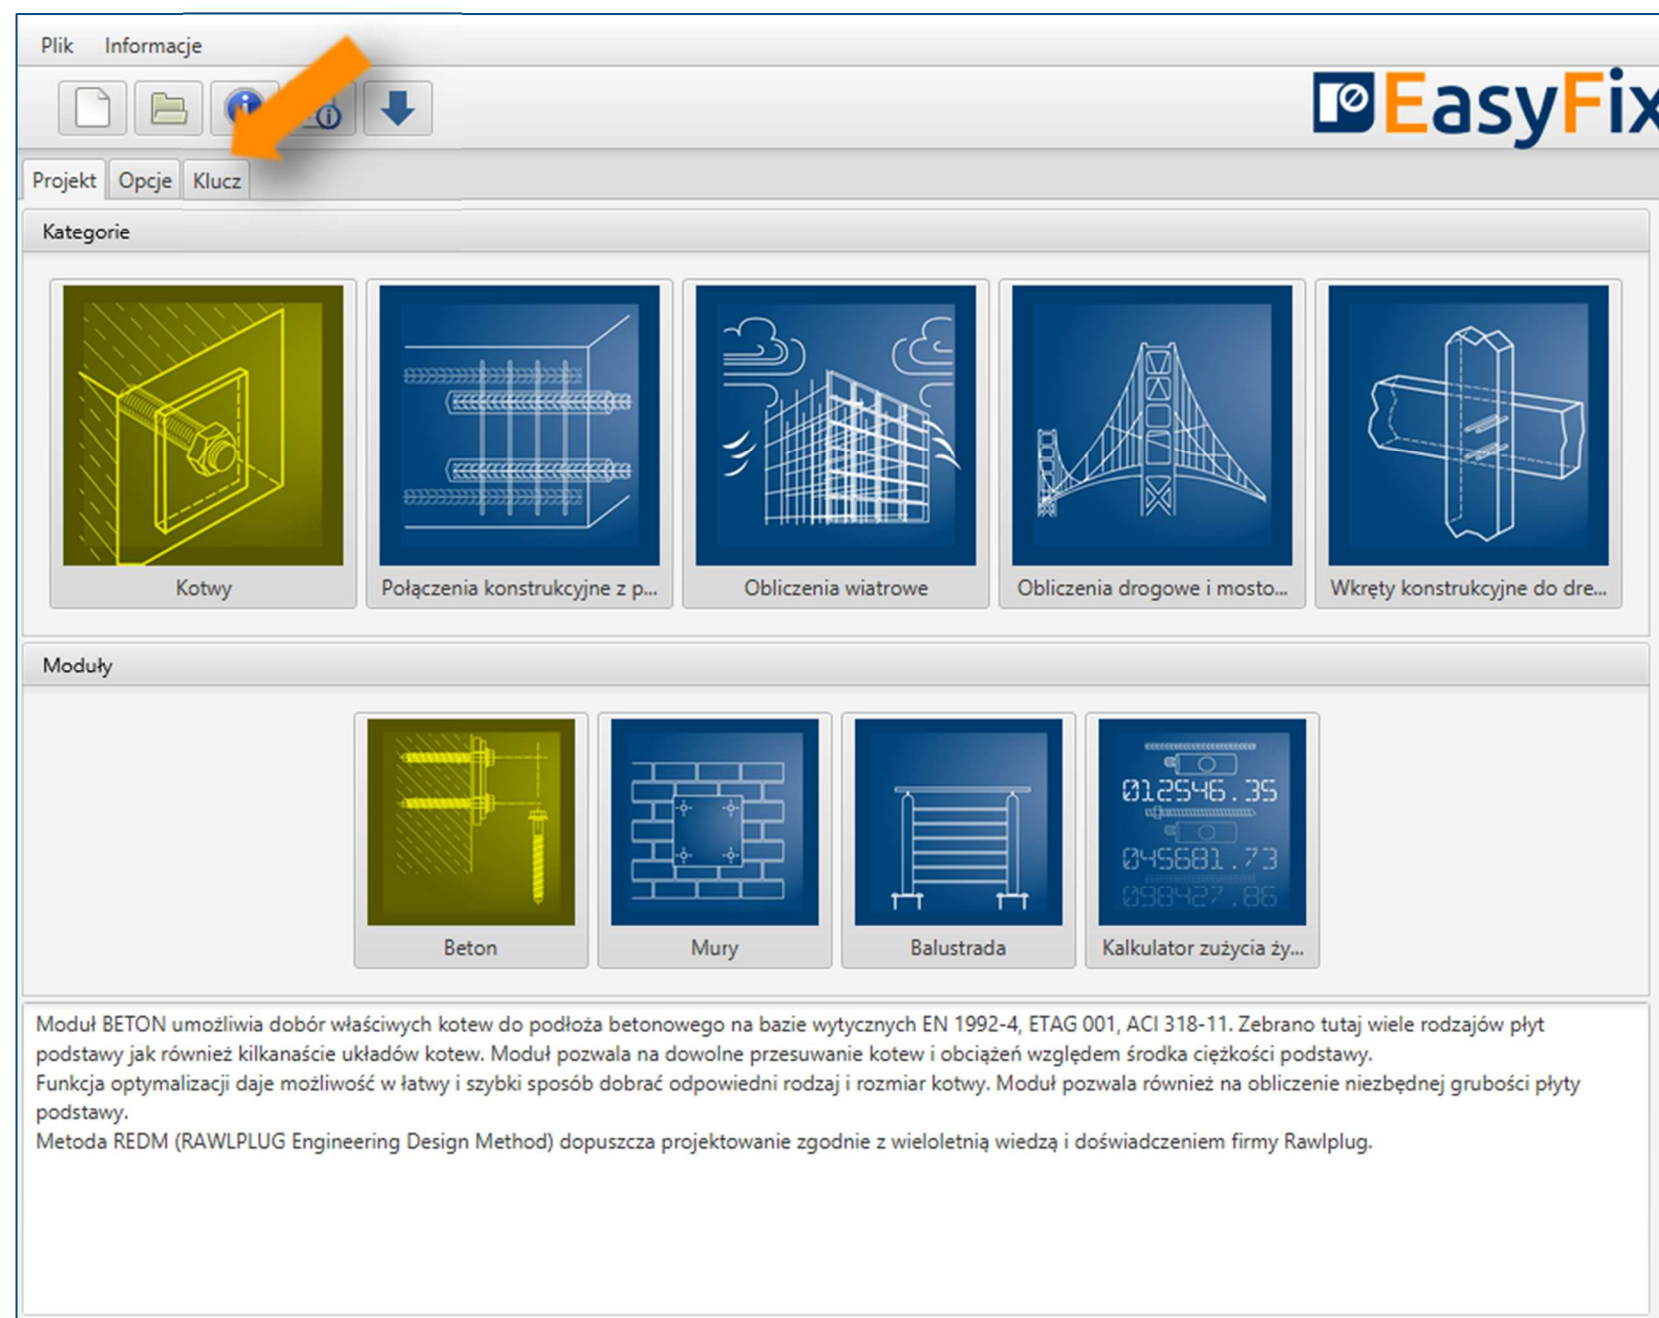 Plik Informacje
EasyFix
Projekt Opcje Klucz
Kategorie
Kotwy
Połączenia konstrukcyjne z p...
Obliczenia wiatrowe
Obliczenia drogowe i mosto...
Wkręty konstrukcyjne do dre...
Moduły
012546.35
045681.73
098427.86
Beton
Mury
Balustrada
Kalkulator zużycia ży...
Moduł BETON umożliwia dobór właściwych kotew do podłoża betonowego na bazie wytycznych EN 1992-4, ETAG 001, ACI 318-11. Zebrano tutaj wiele rodzajów płyt
podstawy jak również kilkanaście układów kotew. Moduł pozwala na dowolne przesuwanie kotew i obciążeń względem środka ciężkości podstawy.
Funkcja optymalizacji daje możliwość w łatwy i szybki sposób dobrać odpowiedni rodzaj i rozmiar kotwy. Moduł pozwala również na obliczenie niezbędnej grubości płyty
podstawy.
Metoda REDM (RAWLPLUG Engineering Design Method) dopuszcza projektowanie zgodnie z wieloletnią wiedzą i doświadczeniem firmy Rawlplug.